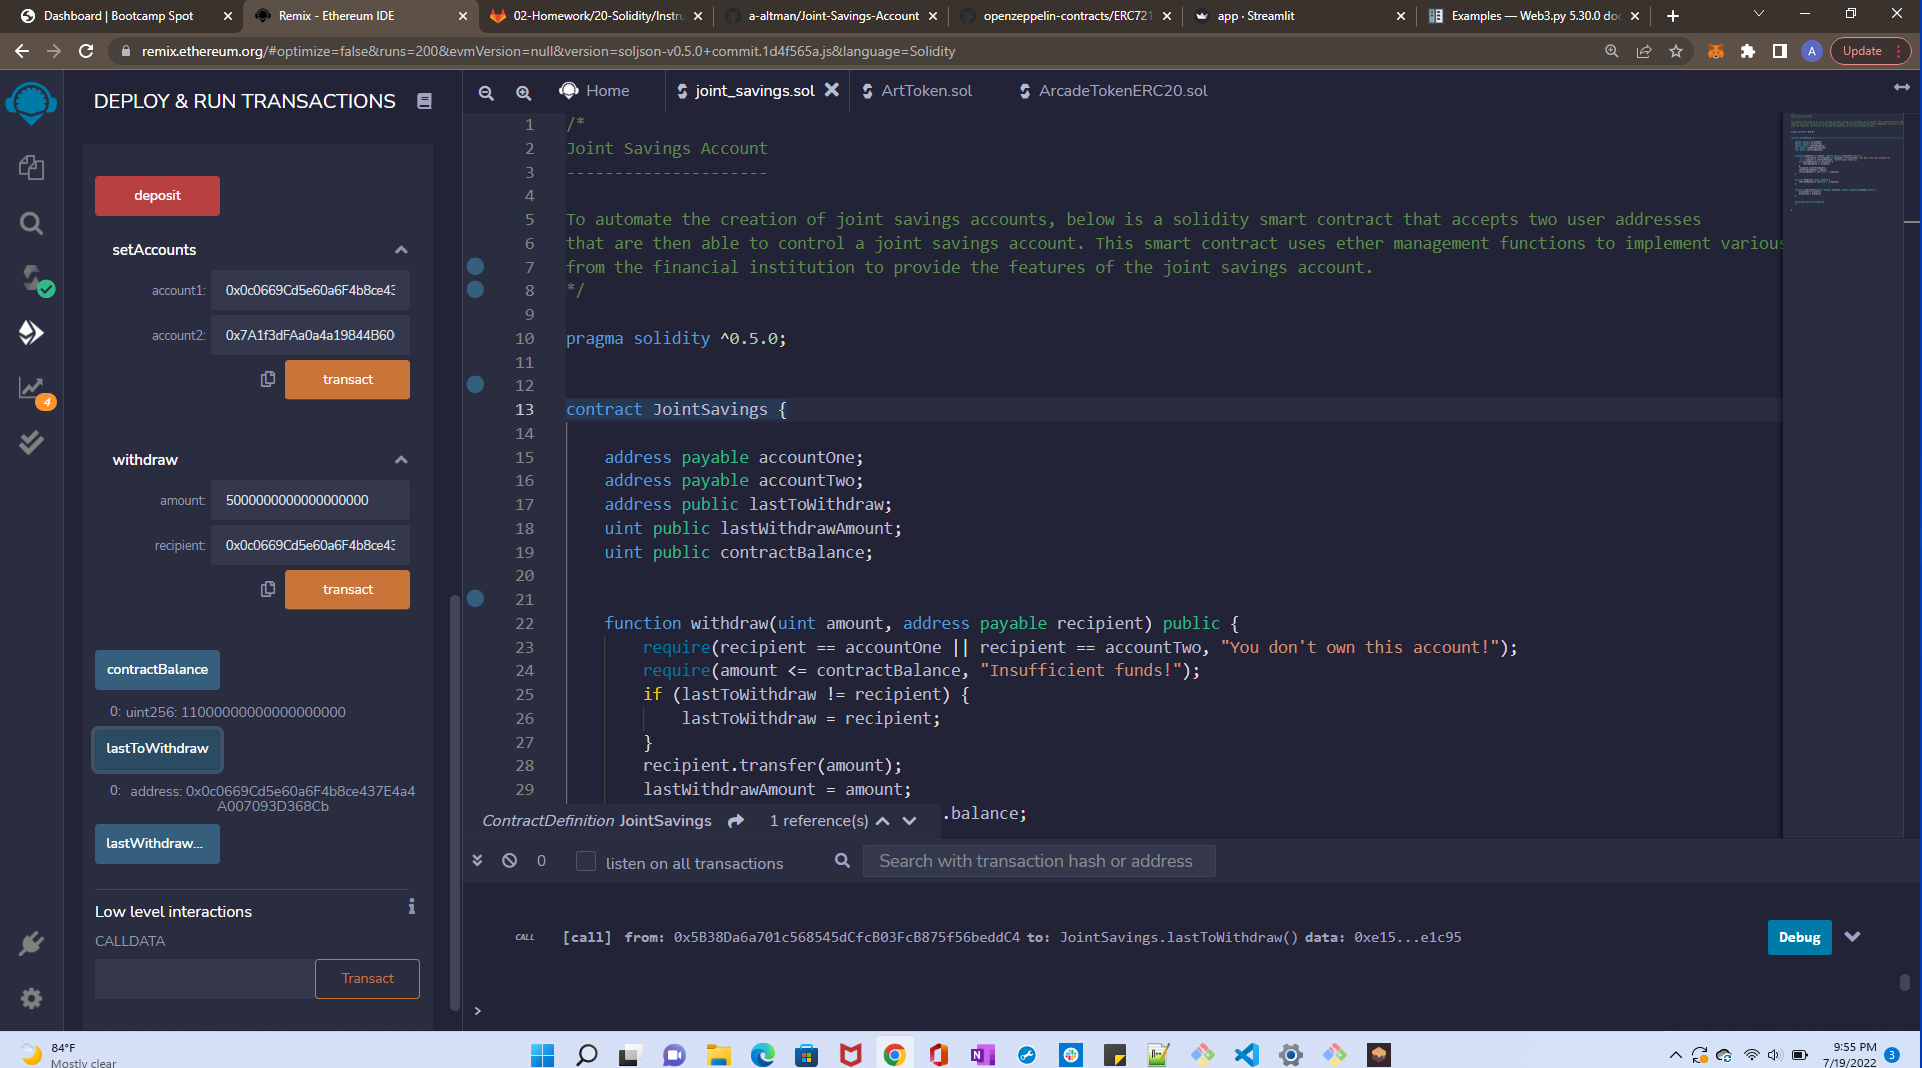 Dashboard | Bootcamp Spot
Remix - Ethereum IDE
02-Homework/20-Solidity/Instru
a-altman/Joint-Savings-Account
openzeppelin-contracts/ERC721
app · Streamlit
Examples — Web3.py 5.30.0 do
remix.ethereum.org/#optimize=false&runs=200&evmVersion=null&version=soljson-v0.5.0+commit.1d4f565a.js&language=Solidity
A
Update
DEPLOY & RUN TRANSACTIONS
deposit
setAccounts
account1: 0x0c0669Cd5e60a6F4b8ce43
account2: 0x7A1f3dFAa0a4a19844B60
transact
withdraw
amount: 5000000000000000000
recipient: 0x0c0669Cd5e60a6F4b8ce43
transact
contractBalance
0: uint256: 11000000000000000000
lastToWithdraw
0: address: 0x0c0669Cd5e60a6F4b8ce437E4a4
A007093D368Cb
lastWithdraw...
Low level interactions
CALLDATA
Transact
4
Home
joint_savings.sol
ArtToken.sol
ArcadeTokenERC20.sol
1 /*
2 Joint Savings Account
3 ---------------------
4
5 To automate the creation of joint savings accounts, below is a solidity smart contract that accepts two user addresses
6 that are then able to control a joint savings account. This smart contract uses ether management functions to implement various
7 from the financial institution to provide the features of the joint savings account.
8 */
9
10 pragma solidity ^0.5.0;
11
12
13 contract JointSavings {
14
15 address payable accountOne;
16 address payable accountTwo;
17 address public lastToWithdraw;
18 uint public lastWithdrawAmount;
19 uint public contractBalance;
20
21
22 function withdraw(uint amount, address payable recipient) public {
23 require(recipient == accountOne || recipient == accountTwo, "You don't own this account!");
24 require(amount <= contractBalance, "Insufficient funds!");
25 if (lastToWithdraw != recipient) {
26 lastToWithdraw = recipient;
27 }
28 recipient.transfer(amount);
29 lastWithdrawAmount = amount;
.balance;
ContractDefinition JointSavings 1 reference(s)
0 listen on all transactions
Search with transaction hash or address
CALL [call] from: 0x5B38Da6a701c568545dCfcB03FcB875f56beddC4 to: JointSavings.lastToWithdraw() data: 0xe15...e1c95
Debug
>
84°F
Mostly clear
9:55 PM
7/19/2022
3